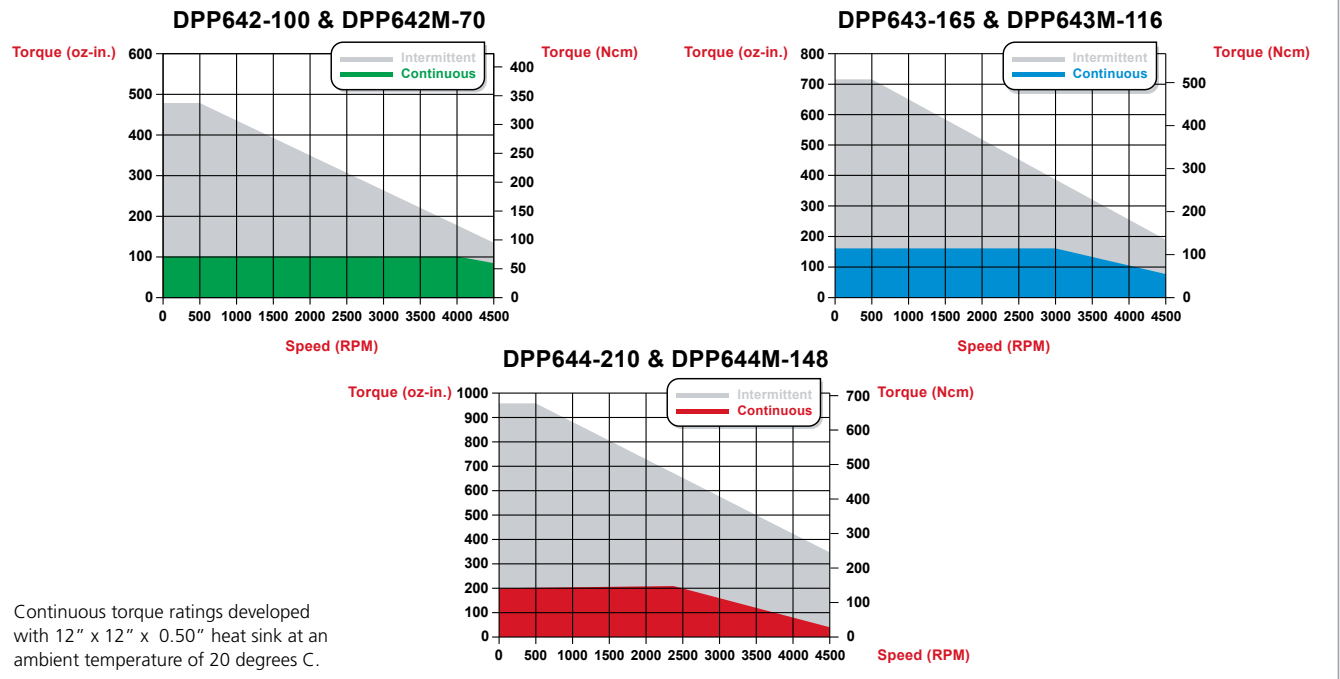 DPP642-100 & DPP642M-70
Torque (oz-in.)
Torque (Ncm)
Intermittent
Continuous
600
500
400
300
200
100
0
400
350
300
250
200
150
100
50
0
0 500 1000 1500 2000 2500 3000 3500 4000 4500
Speed (RPM)
DPP643-165 & DPP643M-116
Torque (oz-in.)
Torque (Ncm)
Intermittent
Continuous
800
700
600
500
400
300
200
100
0
500
400
300
200
100
0
0 500 1000 1500 2000 2500 3000 3500 4000 4500
Speed (RPM)
DPP644-210 & DPP644M-148
Torque (oz-in.)
Torque (Ncm)
Intermittent
Continuous
1000
900
800
700
600
500
400
300
200
100
0
700
600
500
400
300
200
100
0
0 500 1000 1500 2000 2500 3000 3500 4000 4500
Speed (RPM)
Continuous torque ratings developed
with 12” x 12” x 0.50” heat sink at an
ambient temperature of 20 degrees C.